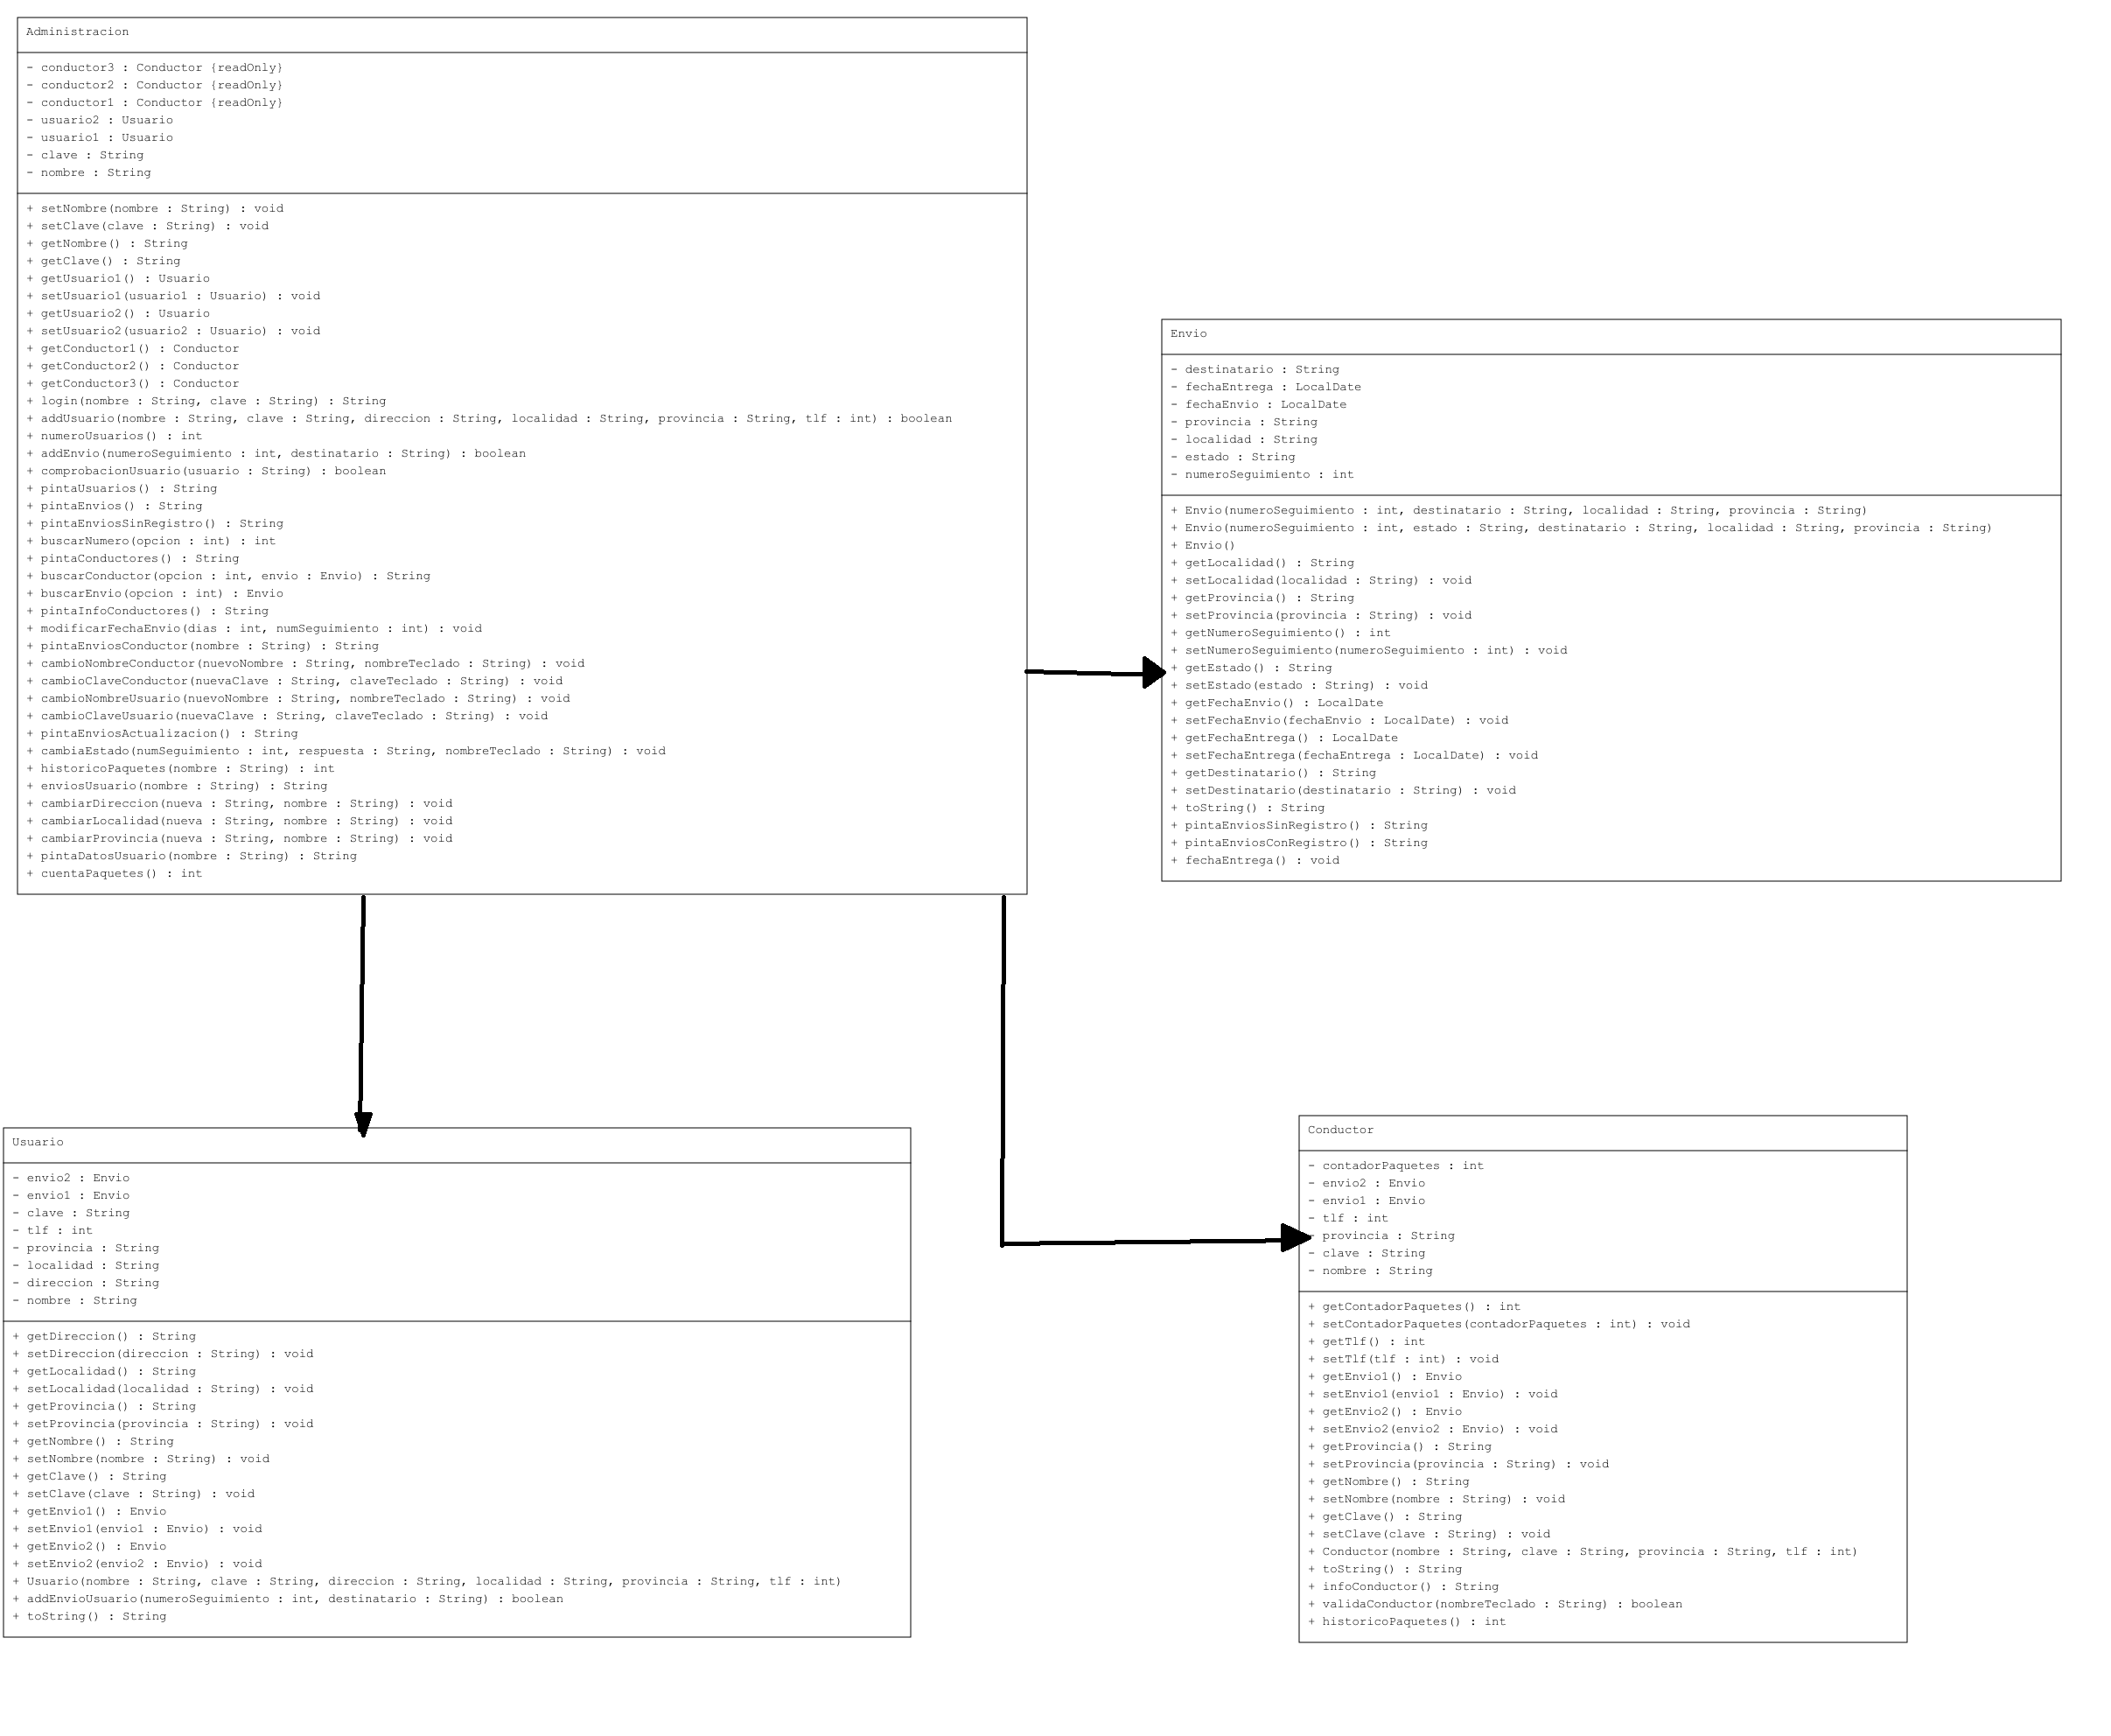 Administracion
- conductor3 : Conductor {readOnly}
- conductor2 : Conductor {readOnly}
- conductor1 : Conductor {readOnly}
- usuario2 : Usuario
- usuario1 : Usuario
- clave : String
- nombre : String
+ setNombre(nombre : String) : void
+ setClave(clave : String) : void
+ getNombre() : String
+ getClave() : String
+ getUsuario1() : Usuario
+ setUsuario1(usuario1 : Usuario) : void
+ getUsuario2() : Usuario
+ setUsuario2(usuario2 : Usuario) : void
+ getConductor1() : Conductor
+ getConductor2() : Conductor
+ getConductor3() : Conductor
+ login(nombre : String, clave : String) : String
+ addUsuario(nombre : String, clave : String, direccion : String, localidad : String, provincia : String, tlf : int) : boolean
+ numeroUsuarios() : int
+ addEnvio(numeroSeguimiento : int, destinatario : String) : boolean
+ comprobacionUsuario(usuario : String) : boolean
+ pintaUsuarios() : String
+ pintaEnvios() : String
+ pintaEnviosSinRegistro() : String
+ buscarNumero(opcion : int) : int
+ pintaConductores() : String
+ buscarConductor(opcion : int, envio : Envio) : String
+ buscarEnvio(opcion : int) : Envio
+ pintaInfoConductores() : String
+ modificarFechaEnvio(dias : int, numSeguimiento : int) : void
+ pintaEnviosConductor(nombre : String) : String
+ cambioNombreConductor(nuevoNombre : String, nombreTeclado : String) : void
+ cambioClaveConductor(nuevaClave : String, claveTeclado : String) : void
+ cambioNombreUsuario(nuevoNombre : String, nombreTeclado : String) : void
+ cambioClaveUsuario(nuevaClave : String, claveTeclado : String) : void
+ pintaEnviosActualizacion() : String
+ cambiaEstado(numSeguimiento : int, respuesta : String, nombreTeclado : String) : void
+ historicoPaquetes(nombre : String) : int
+ enviosUsuario(nombre : String) : String
+ cambiarDireccion(nueva : String, nombre : String) : void
+ cambiarLocalidad(nueva : String, nombre : String) : void
+ cambiarProvincia(nueva : String, nombre : String) : void
+ pintaDatosUsuario(nombre : String) : String
+ cuentaPaquetes() : int
Envio
- destinatario : String
- fechaEntrega : LocalDate
- fechaEnvio : LocalDate
- provincia : String
- localidad : String
- estado : String
- numeroSeguimiento : int
+ Envio(numeroSeguimiento : int, destinatario : String, localidad : String, provincia : String)
+ Envio(numeroSeguimiento : int, estado : String, destinatario : String, localidad : String, provincia : String)
+ Envio()
+ getLocalidad() : String
+ setLocalidad(localidad : String) : void
+ getProvincia() : String
+ setProvincia(provincia : String) : void
+ getNumeroSeguimiento() : int
+ setNumeroSeguimiento(numeroSeguimiento : int) : void
+ getEstado() : String
+ setEstado(estado : String) : void
+ getFechaEnvio() : LocalDate
+ setFechaEnvio(fechaEnvio : LocalDate) : void
+ getFechaEntrega() : LocalDate
+ setFechaEntrega(fechaEntrega : LocalDate) : void
+ getDestinatario() : String
+ setDestinatario(destinatario : String) : void
+ toString() : String
+ pintaEnviosSinRegistro() : String
+ pintaEnviosConRegistro() : String
+ fechaEntrega() : void
Usuario
- envio2 : Envio
- envio1 : Envio
- clave : String
- tlf : int
- provincia : String
- localidad : String
- direccion : String
- nombre : String
+ getDireccion() : String
+ setDireccion(direccion : String) : void
+ getLocalidad() : String
+ setLocalidad(localidad : String) : void
+ getProvincia() : String
+ setProvincia(provincia : String) : void
+ getNombre() : String
+ setNombre(nombre : String) : void
+ getClave() : String
+ setClave(clave : String) : void
+ getEnvio1() : Envio
+ setEnvio1(envio1 : Envio) : void
+ getEnvio2() : Envio
+ setEnvio2(envio2 : Envio) : void
+ Usuario(nombre : String, clave : String, direccion : String, localidad : String, provincia : String, tlf : int)
+ addEnvioUsuario(numeroSeguimiento : int, destinatario : String) : boolean
+ toString() : String
Conductor
- contadorPaquetes : int
- envio2 : Envio
- envio1 : Envio
- tlf : int
- provincia : String
- clave : String
- nombre : String
+ getContadorPaquetes() : int
+ setContadorPaquetes(contadorPaquetes : int) : void
+ getTlf() : int
+ setTlf(tlf : int) : void
+ getEnvio1() : Envio
+ setEnvio1(envio1 : Envio) : void
+ getEnvio2() : Envio
+ setEnvio2(envio2 : Envio) : void
+ getProvincia() : String
+ setProvincia(provincia : String) : void
+ getNombre() : String
+ setNombre(nombre : String) : void
+ getClave() : String
+ setClave(clave : String) : void
+ Conductor(nombre : String, clave : String, provincia : String, tlf : int)
+ toString() : String
+ infoConductor() : String
+ validaConductor(nombreTeclado : String) : boolean
+ historicoPaquetes() : int